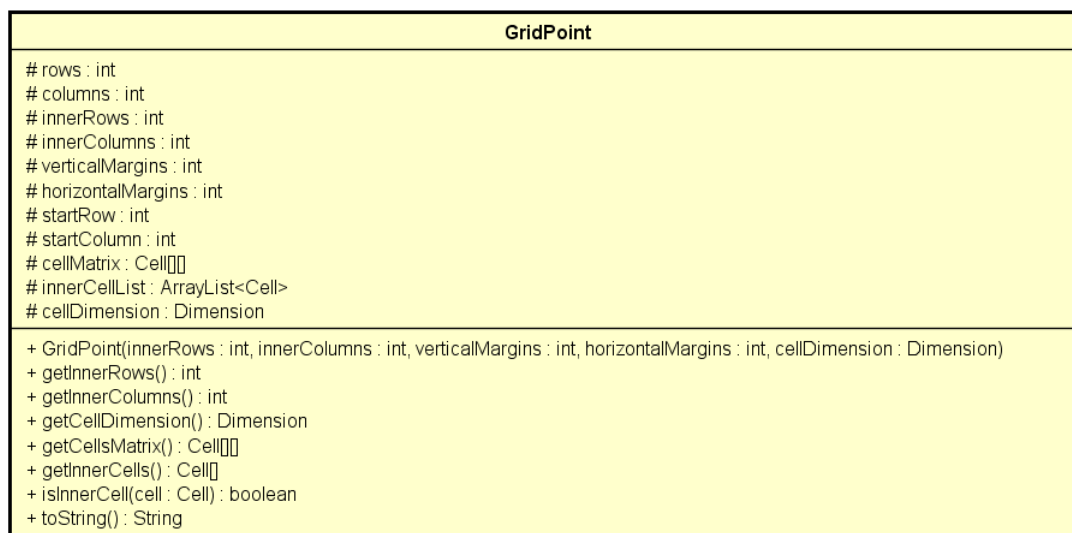 GridPoint
# rows : int
# columns : int
# innerRows : int
# innerColumns : int
# verticalMargins : int
# horizontalMargins : int
# startRow : int
# startColumn : int
# cellMatrix : Cell[][]
# innerCellList : ArrayList<Cell>
# cellDimension : Dimension
+ GridPoint(innerRows : int, innerColumns : int, verticalMargins : int, horizontalMargins : int, cellDimension : Dimension)
+ getInnerRows() : int
+ getInnerColumns() : int
+ getCellDimension() : Dimension
+ getCellsMatrix() : Cell[][]
+ getInnerCells() : Cell[]
+ isInnerCell(cell : Cell) : boolean
+ toString() : String